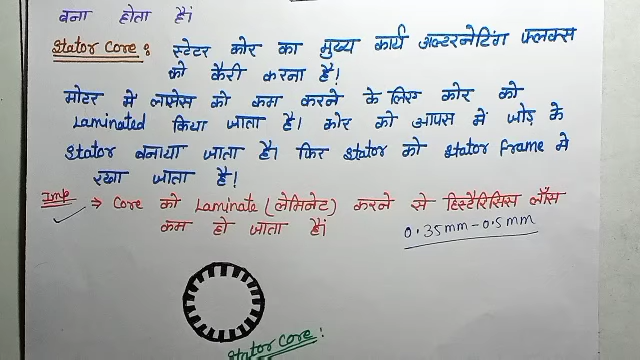 बना होता है।
Stator Core: स्टेटर कोर का मुख्य कार्य अल्टरनेटिंग फ्लक्स
को कैरी करना है!
मोटर में लासेस को कम करने के लिए कोर को
Laminated किया जाता है। कोर को आपस में जोड़ के
Stator बनाया जाता है। फिर Stator को Stator Frame में
रखा जाता है!
Imp → Core को Laminate (लेमिनेट) करने से हिस्टैरिसिस लॉस
कम हो जाता है।
0.35mm-0.5mm
Stator Core: